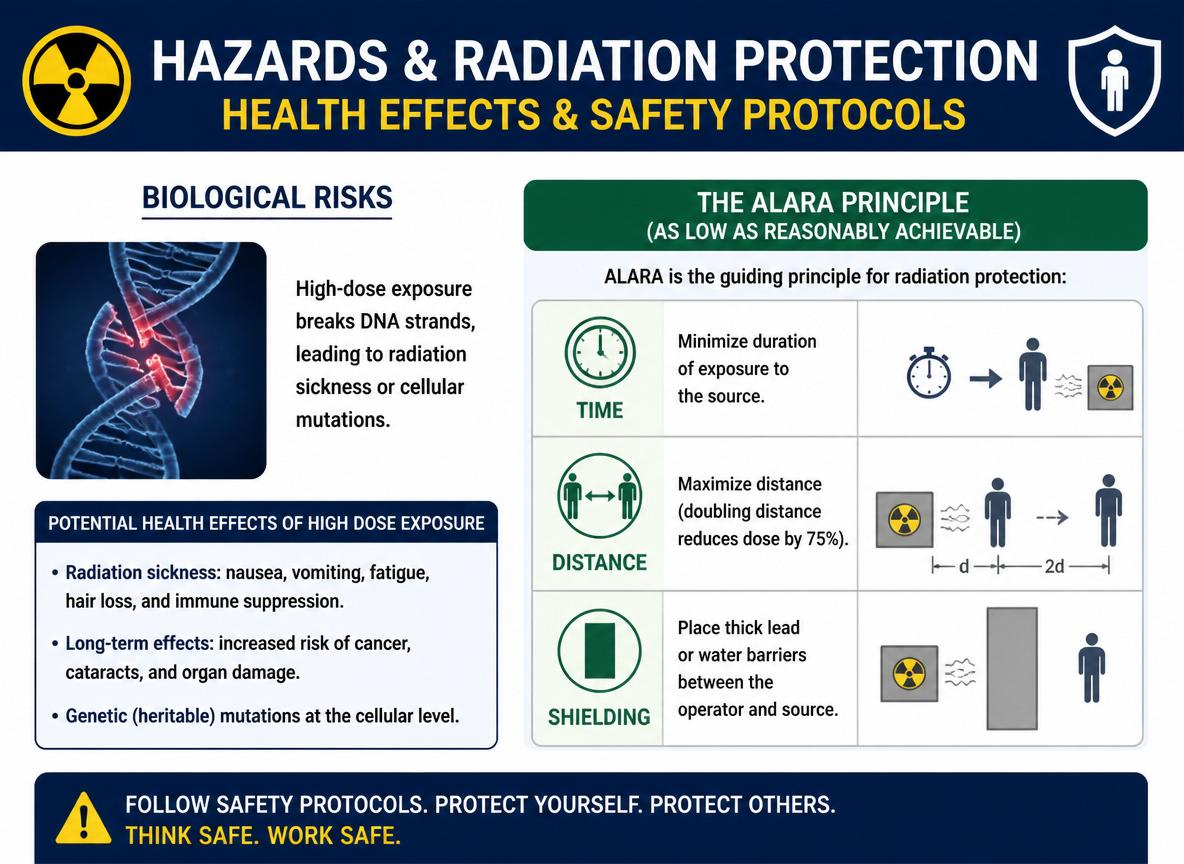 HAZARDS & RADIATION PROTECTION
HEALTH EFFECTS & SAFETY PROTOCOLS
BIOLOGICAL RISKS
High-dose exposure
breaks DNA strands,
leading to radiation
sickness or cellular
mutations.
POTENTIAL HEALTH EFFECTS OF HIGH DOSE EXPOSURE
• Radiation sickness: nausea, vomiting, fatigue,
hair loss, and immune suppression.
• Long-term effects: increased risk of cancer,
cataracts, and organ damage.
• Genetic (heritable) mutations at the cellular level.
THE ALARA PRINCIPLE
(AS LOW AS REASONABLY ACHIEVABLE)
ALARA is the guiding principle for radiation protection:
TIME
Minimize duration
of exposure to
the source.
DISTANCE
Maximize distance
(doubling distance
reduces dose by 75%).
d
2d
SHIELDING
Place thick lead
or water barriers
between the
operator and source.
FOLLOW SAFETY PROTOCOLS. PROTECT YOURSELF. PROTECT OTHERS.
THINK SAFE. WORK SAFE.